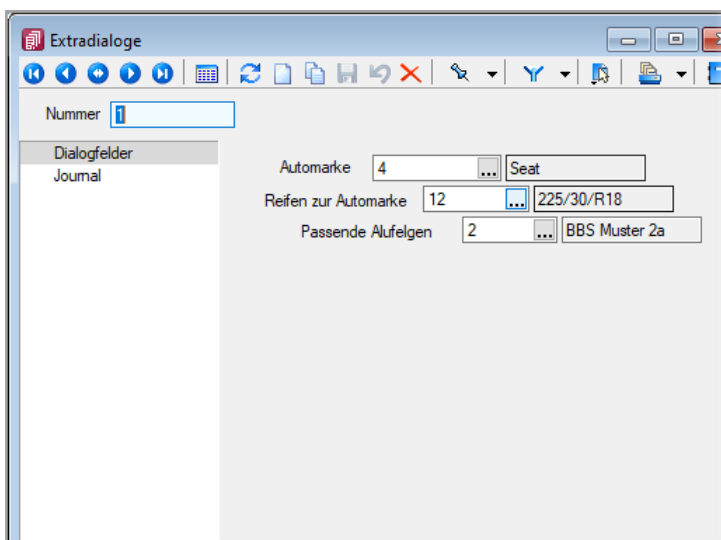 Extradialoge
Nummer 1
Dialogfelder
Journal
Automarke 4 ... Seat
Reifen zur Automarke 12 ... 225/30/R18
Passende Alufelgen 2 ... BBS Muster 2a